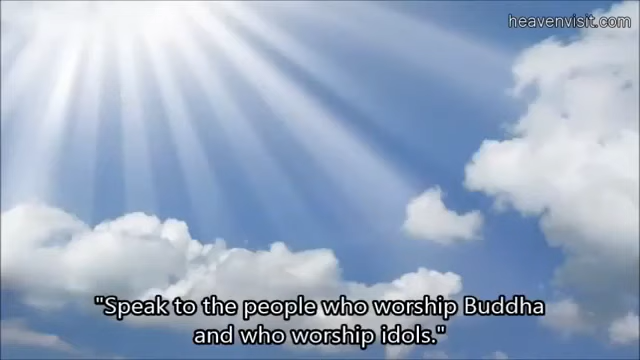 heavenvisit.com
"Speak to the people who worship Buddha
and who worship idols."